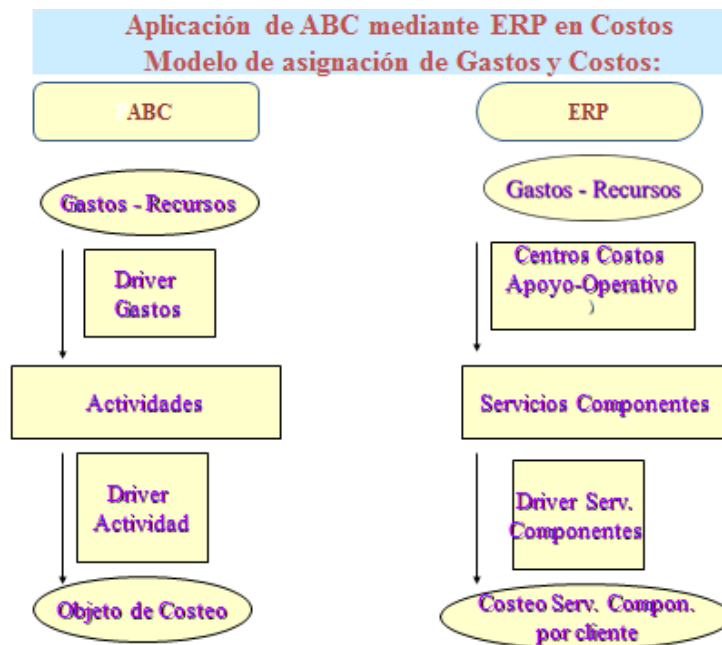 Aplicación de ABC mediante ERP en Costos
Modelo de asignación de Gastos y Costos:
ABC
ERP
Gastos - Recursos
Gastos - Recursos
Driver
Gastos
Centros Costos
Apoyo-Operativo
)
Actividades
Servicios Componentes
Driver
Actividad
Driver Serv.
Componentes
Objeto de Costeo
Costeo Serv. Compon.
por cliente